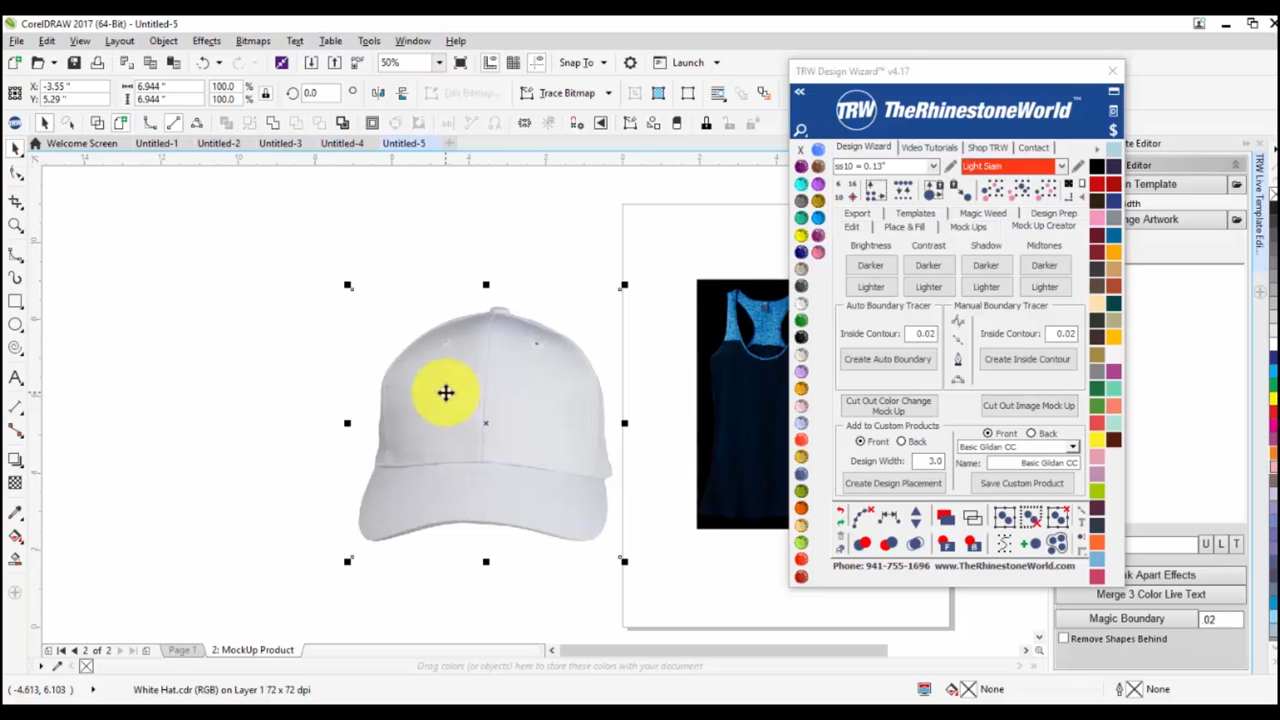 CorelDRAW 2017 (64-Bit) - Untitled-5
File Edit View Layout Object Effects Bitmaps Text Table Tools Window Help
50% PDF Snap To Launch
X: -3.55 " 6.944 " 100.0 % 0.0 ° Edit Bitmap... Trace Bitmap
Y: 5.29 " 6.944 " 100.0 %
Welcome Screen Untitled-1 Untitled-2 Untitled-3 Untitled-4 Untitled-5
TRW Design Wizard™ v4.17
TRW TheRhinestoneWorld™
Design Wizard Video Tutorials Shop TRW Contact
ss10 = 0.13" Light Siam
Export Templates Magic Weed Design Prep
Edit Place & Fill Mock Ups Mock Up Creator
Brightness Contrast Shadow Midtones
Darker Darker Darker Darker
Lighter Lighter Lighter Lighter
Auto Boundary Tracer Manual Boundary Tracer
Inside Contour: 0.02 Inside Contour: 0.02
Create Auto Boundary Create Inside Contour
Cut Out Color Change Mock Up Cut Out Image Mock Up
Add to Custom Products
Front Back Front Back
Basic Gildan CC
Design Width: 3.0 Name: Basic Gildan CC
Create Design Placement Save Custom Product
Phone: 941-755-1696 www.TheRhinestoneWorld.com
Editor
Template
Artwork
TRW Live Template Edi...
U L T
Apart Effects
Merge 3 Color Live Text
Magic Boundary .02
Remove Shapes Behind
2 of 2 Page 1 2: MockUp Product
Drag colors (or objects) here to store these colors with your document
( -4.613, 6.103 ) White Hat.cdr (RGB) on Layer 1 72 x 72 dpi None None